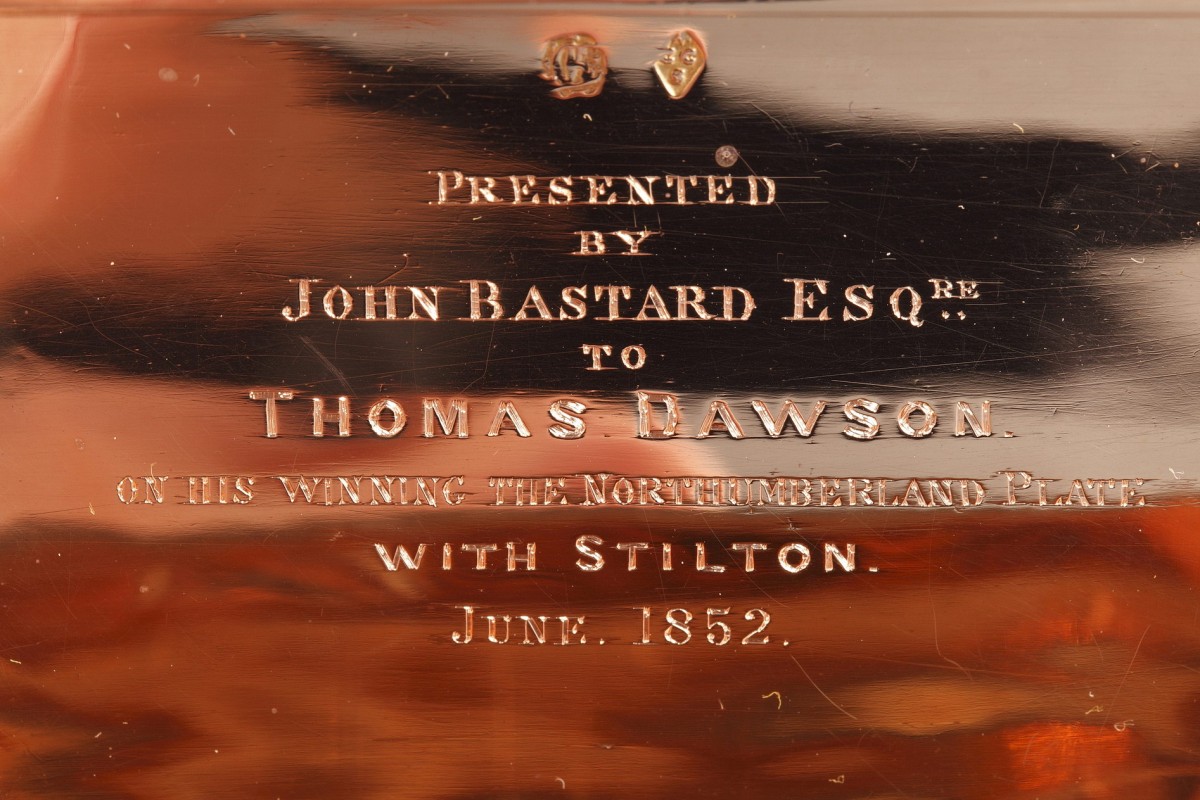 PRESENTED
BY
JOHN BASTARD ESQRE
TO
THOMAS DAWSON.
ON HIS WINNING THE NORTHUMBERLAND PLATE
WITH STILTON.
JUNE. 1852.